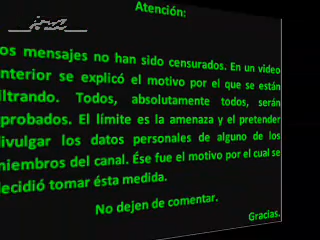 Atención:
os mensajes no han sido censurados. En un video
nterior se explicó el motivo por el que se están
iltrando. Todos, absolutamente todos, serán
probados. El límite es la amenaza y el pretender
ivulgar los datos personales de alguno de los
miembros del canal. Ése fue el motivo por el cual se
decidió tomar ésta medida.
No dejen de comentar.
Gracias.